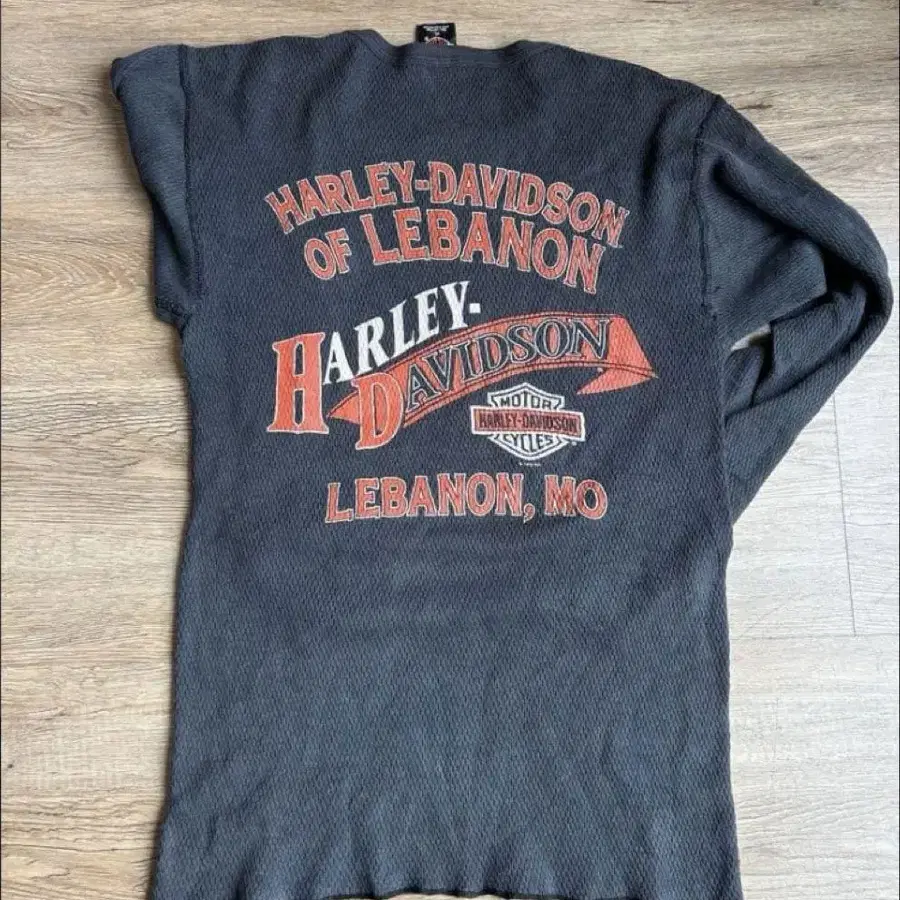 HARLEY-DAVIDSON
OF LEBANON
HARLEY-
DAVIDSON
MOTOR
HARLEY-DAVIDSON
CYCLES
LEBANON, MO